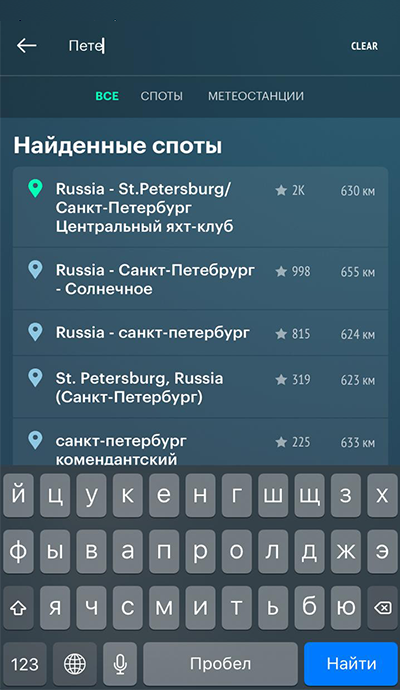 Пете CLEAR
ВСЕ СПОТЫ МЕТЕОСТАНЦИИ
Найденные споты
Russia - St.Petersburg/ 2K 630 км
Санкт-Петербург
Центральный яхт-клуб
Russia - Санкт-Петебрург 998 655 км
- Солнечное
Russia - санкт-петербург 815 624 км
St. Petersburg, Russia 319 623 км
(Санкт-Петербург)
санкт-петербург 225 633 км
комендантский
й ц у к е н г ш щ з х
ф ы в а п р о л д ж э
я ч с м и т ь б ю
123 Пробел Найти